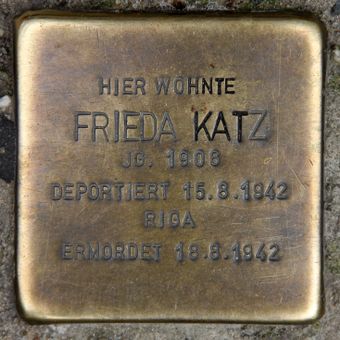 HIER WOHNTE
FRIEDA KATZ
JG. 1908
DEPORTIERT 15.8.1942
RIGA
ERMORDET 18.8.1942